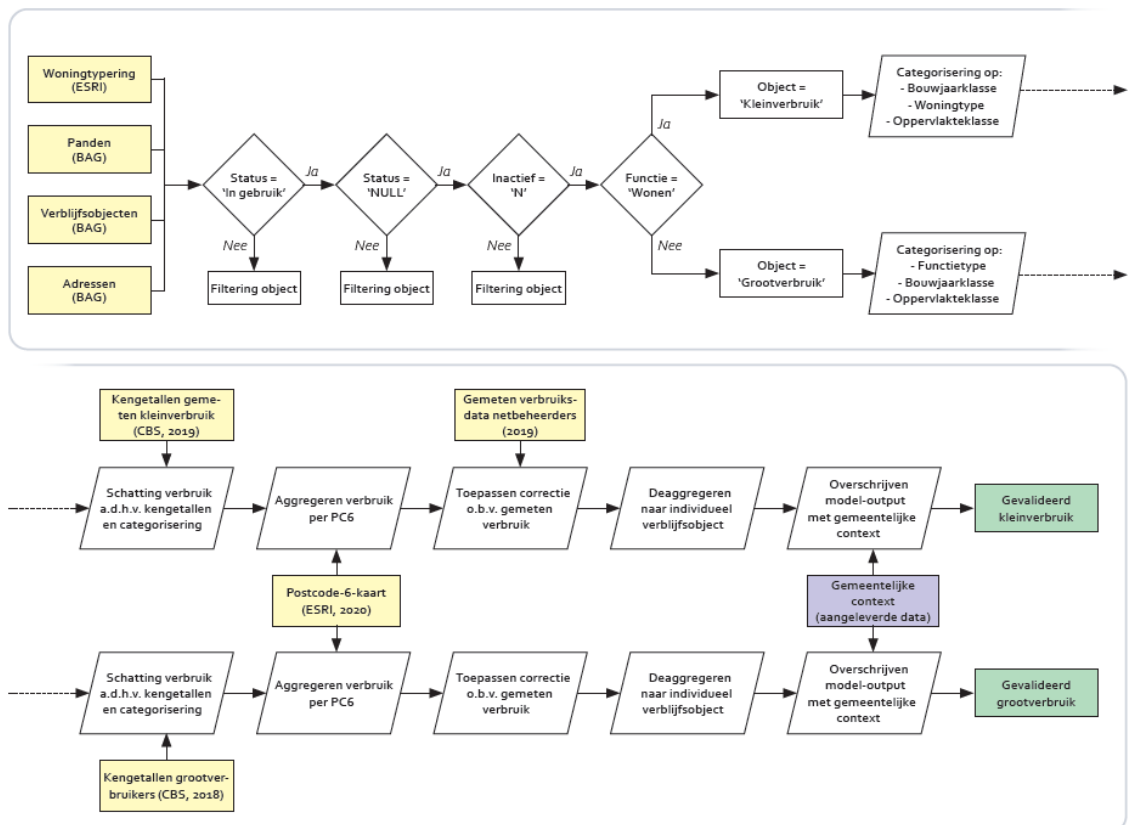 Woningtypering
(ESRI)
Panden
(BAG)
Verblijfsobjecten
(BAG)
Adressen
(BAG)
Status =
'In gebruik'
Ja
Nee
Filtering object
Status =
'NULL'
Ja
Nee
Filtering object
Inactief =
'N'
Ja
Nee
Filtering object
Functie =
'Wonen'
Ja
Nee
Object =
'Kleinverbruik'
Categorisering op:
- Bouwjaarklasse
- Woningtype
- Oppervlakteklasse
Object =
'Grootverbruik'
Categorisering op:
- Functietype
- Bouwjaarklasse
- Oppervlakteklasse
Kengetallen geme-
ten kleinverbuik
(CBS, 2019)
Gemeten verbruiks-
data netbeheerders
(2019)
Schatting verbruik
a.d.h.v. kengetallen
en categorisering
Aggregeren verbruik
per PC6
Toepassen correctie
o.b.v. gemeten
verbuik
Deaggregeren
naar individueel
verblijfsobject
Overschrijven
model-output
met gemeentelijke
context
Gevalideerd
kleinverbruik
Postcode-6-kaart
(ESRI, 2020)
Gemeentelijke
context
(aangeleverde data)
Schatting verbruik
a.d.h.v. kengetallen
en categorisering
Aggregeren verbruik
per PC6
Toepassen correctie
o.b.v. gemeten
verbuik
Deaggregeren
naar individueel
verblijfsobject
Overschrijven
model-output
met gemeentelijke
context
Gevalideerd
grootverbruik
Kengetallen grootver-
bruikers (CBS, 2018)